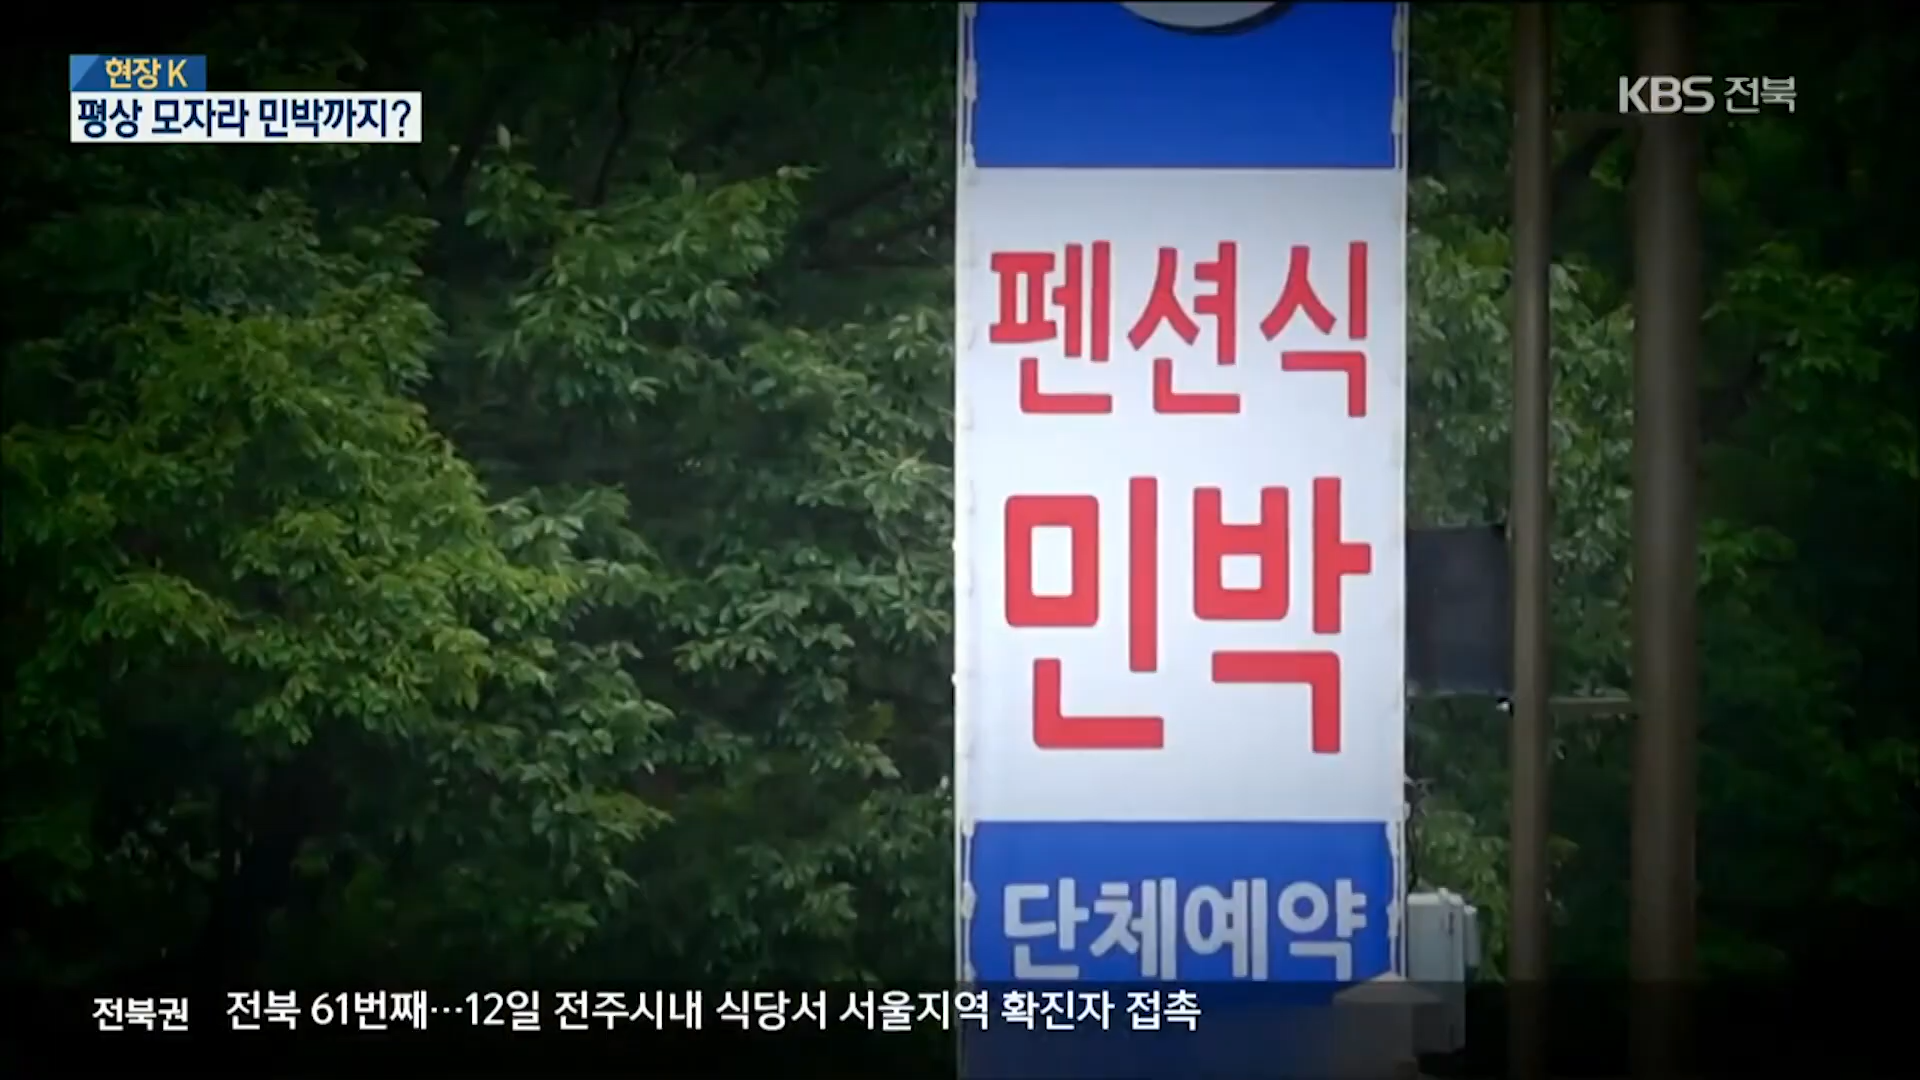 현장 K
평상 모자라 민박까지?
KBS 전북
펜션식
민박
단체예약
전북권 전북 61번째…12일 전주시내 식당서 서울지역 확진자 접촉